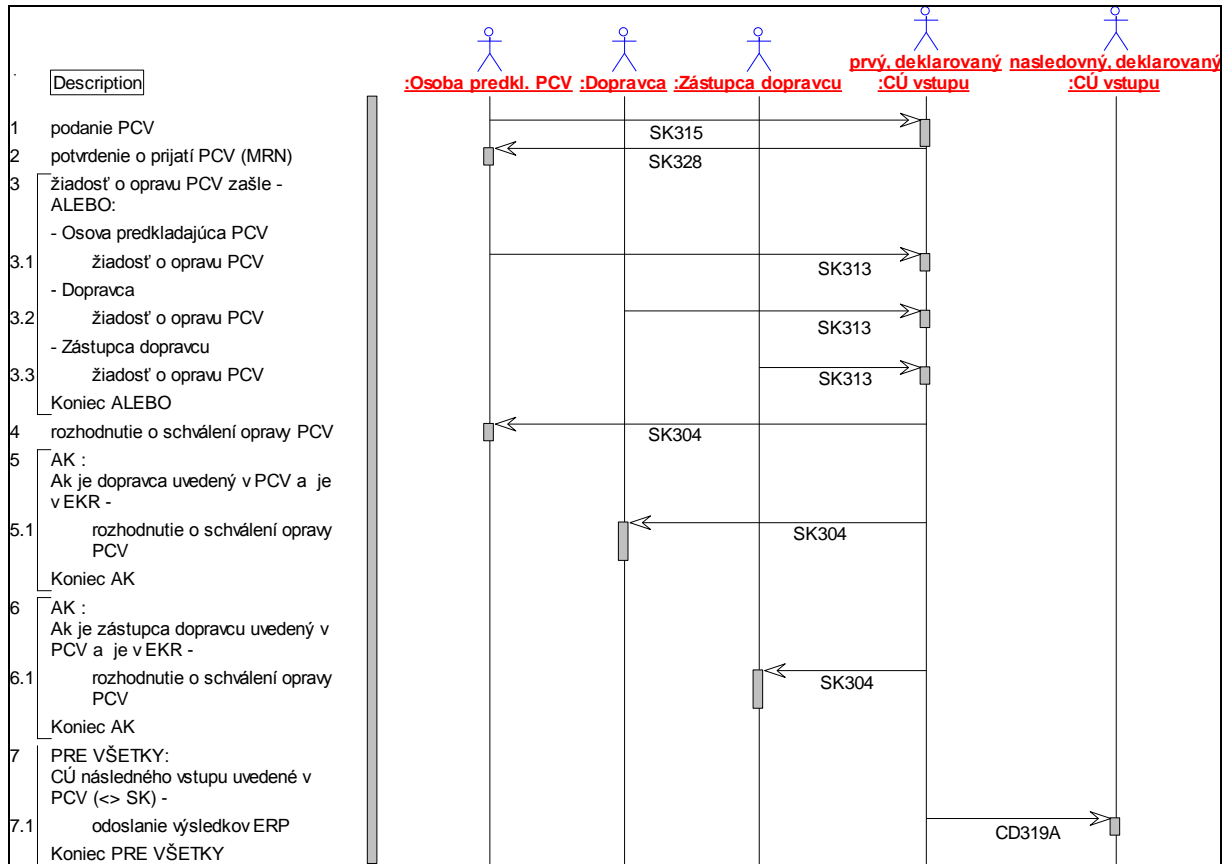 prvý, deklarovaný nasledovný, deklarovaný
Description :Osoba predkl. PCV :Dopravca :Zástupca dopravcu :CÚ vstupu :CÚ vstupu
1 podanie PCV
SK315
2 potvrdenie o prijatí PCV (MRN)
SK328
3 žiadosť o opravu PCV zašle -
ALEBO:
- Osova predkladajúca PCV
3.1 žiadosť o opravu PCV
SK313
- Dopravca
3.2 žiadosť o opravu PCV
SK313
- Zástupca dopravcu
3.3 žiadosť o opravu PCV
SK313
Koniec ALEBO
4 rozhodnutie o schválení opravy PCV
SK304
5 AK :
Ak je dopravca uvedený v PCV a je
v EKR -
5.1 rozhodnutie o schválení opravy
SK304
PCV
Koniec AK
6 AK :
Ak je zástupca dopravcu uvedený v
PCV a je v EKR -
6.1 rozhodnutie o schválení opravy
SK304
PCV
Koniec AK
7 PRE VŠETKY:
CÚ následného vstupu uvedené v
PCV (<> SK) -
7.1 odoslanie výsledkov ERP
CD319A
Koniec PRE VŠETKY